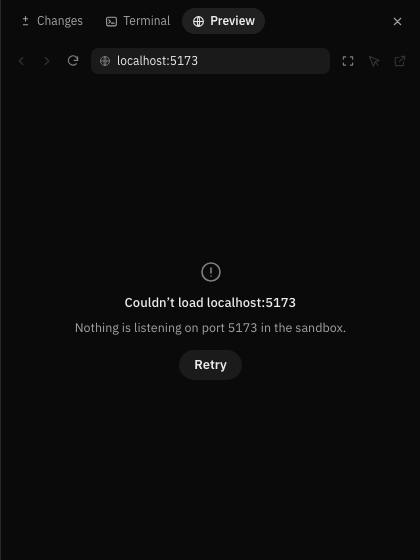 Changes
Terminal
Preview
localhost:5173
Couldn’t load localhost:5173
Nothing is listening on port 5173 in the sandbox.
Retry